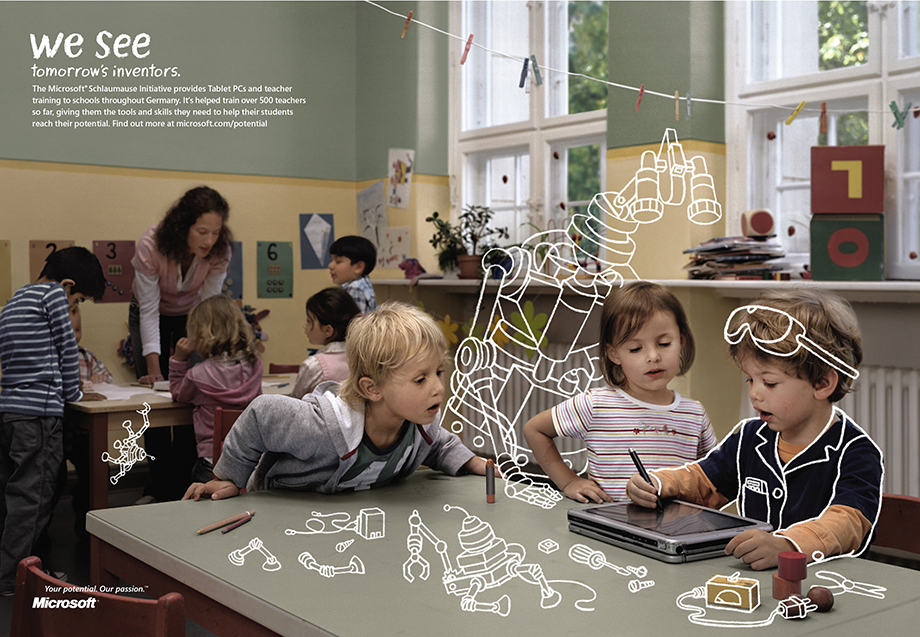 we see
tomorrow's inventors.
The Microsoft® Schlaumause Initiative provides Tablet PCs and teacher
training to schools throughout Germany. It's helped train over 500 teachers
so far, giving them the tools and skills they need to help their students
reach their potential. Find out more at microsoft.com/potential
2
3
6
1
0
Your potential. Our passion.™
Microsoft®